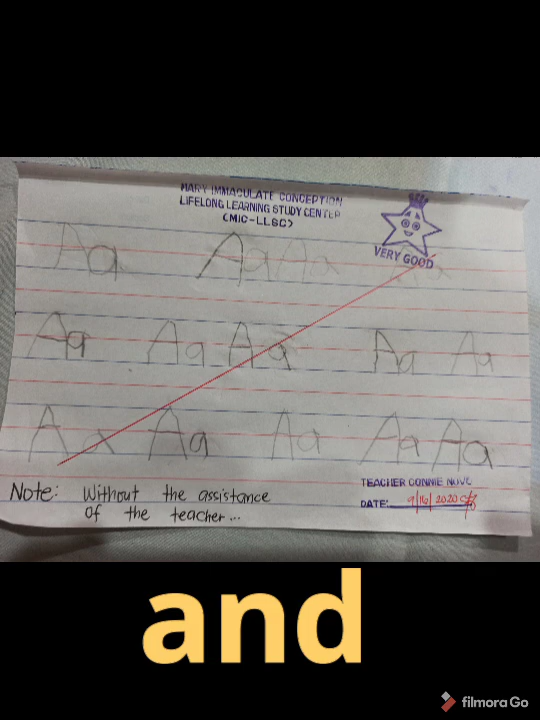 MARY IMMACULATE CONCEPTION
LIFELONG LEARNING STUDY CENTER
(MIC-LLSC)
VERY GOOD
Aa Aa Aa
Aa Aa Aa Aa Aa
Aa Aa Aa Aa Aa
TEACHER CONNIE
Note: Without the assistance
of the teacher...
DATE: 9/16/2020
and
filmora Go